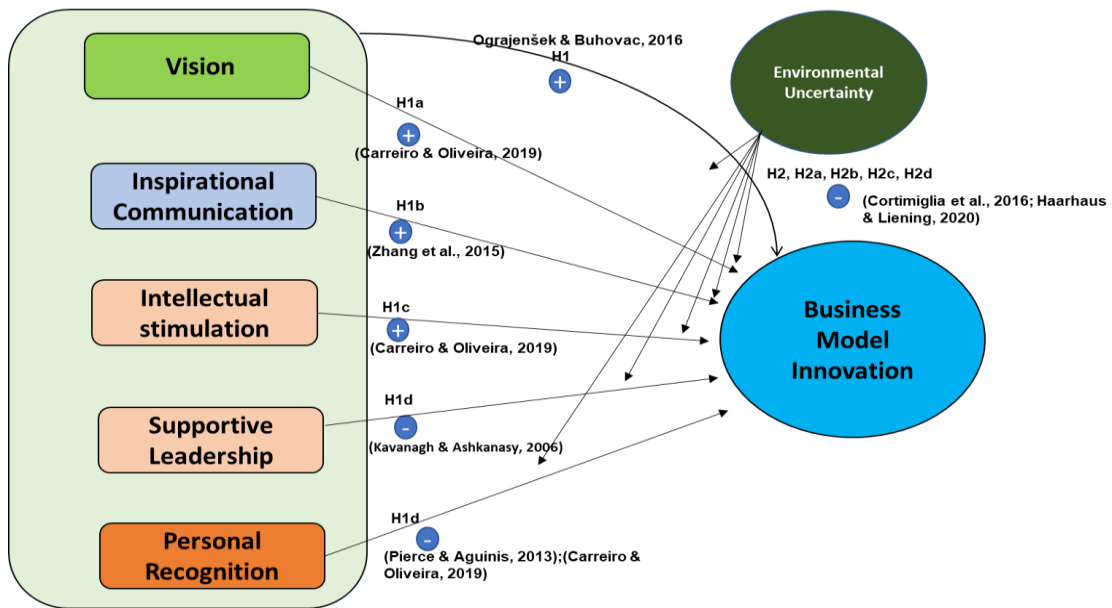 Vision
Inspirational
Communication
Intellectual
stimulation
Supportive
Leadership
Personal
Recognition
Ograjenšek & Buhovac, 2016
H1
+
H1a
+
(Carreiro & Oliveira, 2019)
H1b
+
(Zhang et al., 2015)
H1c
+
(Carreiro & Oliveira, 2019)
H1d
-
(Kavanagh & Ashkanasy, 2006)
H1d
-
(Pierce & Aguinis, 2013);(Carreiro &
Oliveira, 2019)
Environmental
Uncertainty
H2, H2a, H2b, H2c, H2d
-
(Cortimiglia et al., 2016; Haarhaus
& Liening, 2020)
Business
Model
Innovation